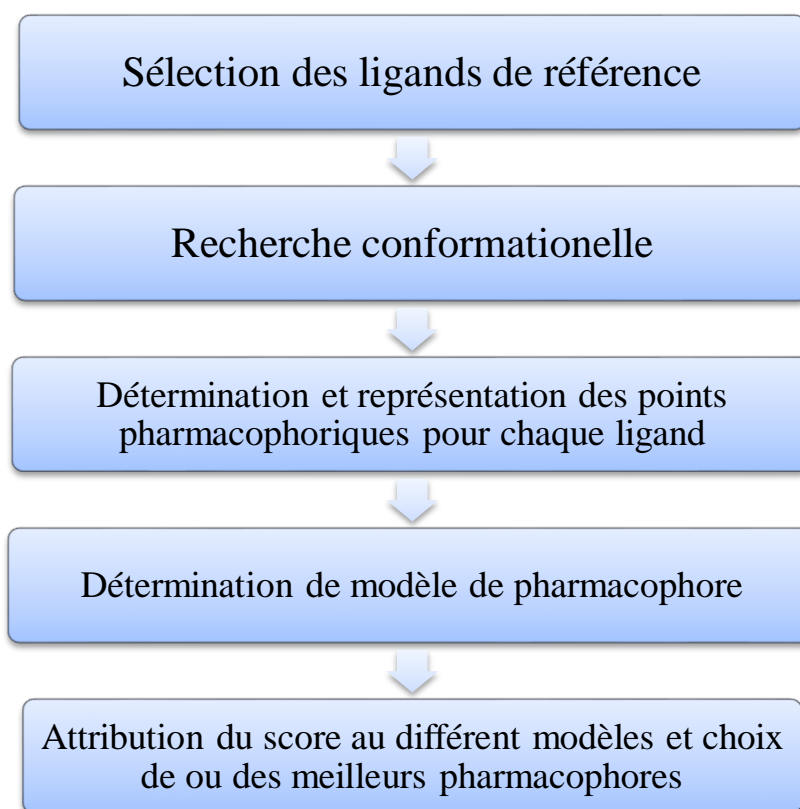 Sélection des ligands de référence
Recherche conformationelle
Détermination et représentation des points
pharmacophoriques pour chaque ligand
Détermination de modèle de pharmacophore
Attribution du score au différent modèles et choix
de ou des meilleurs pharmacophores